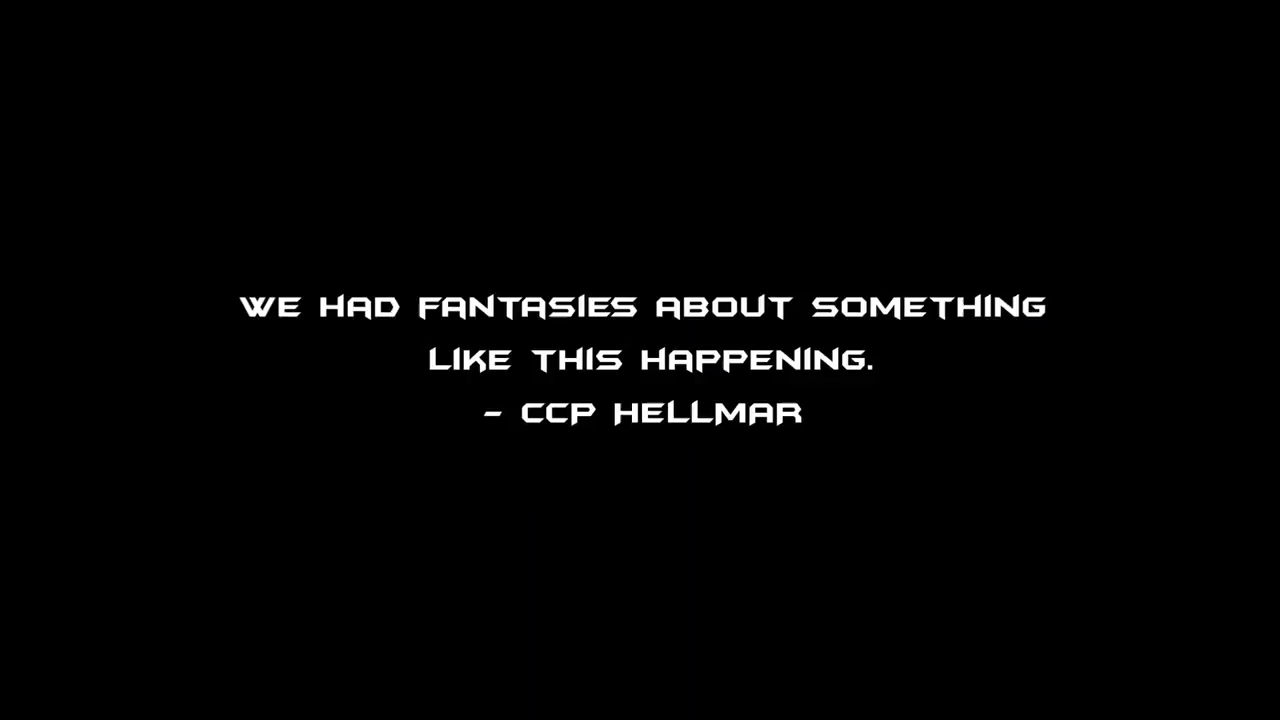 WE HAD FANTASIES ABOUT SOMETHING
LIKE THIS HAPPENING.
- CCP HELLMAR